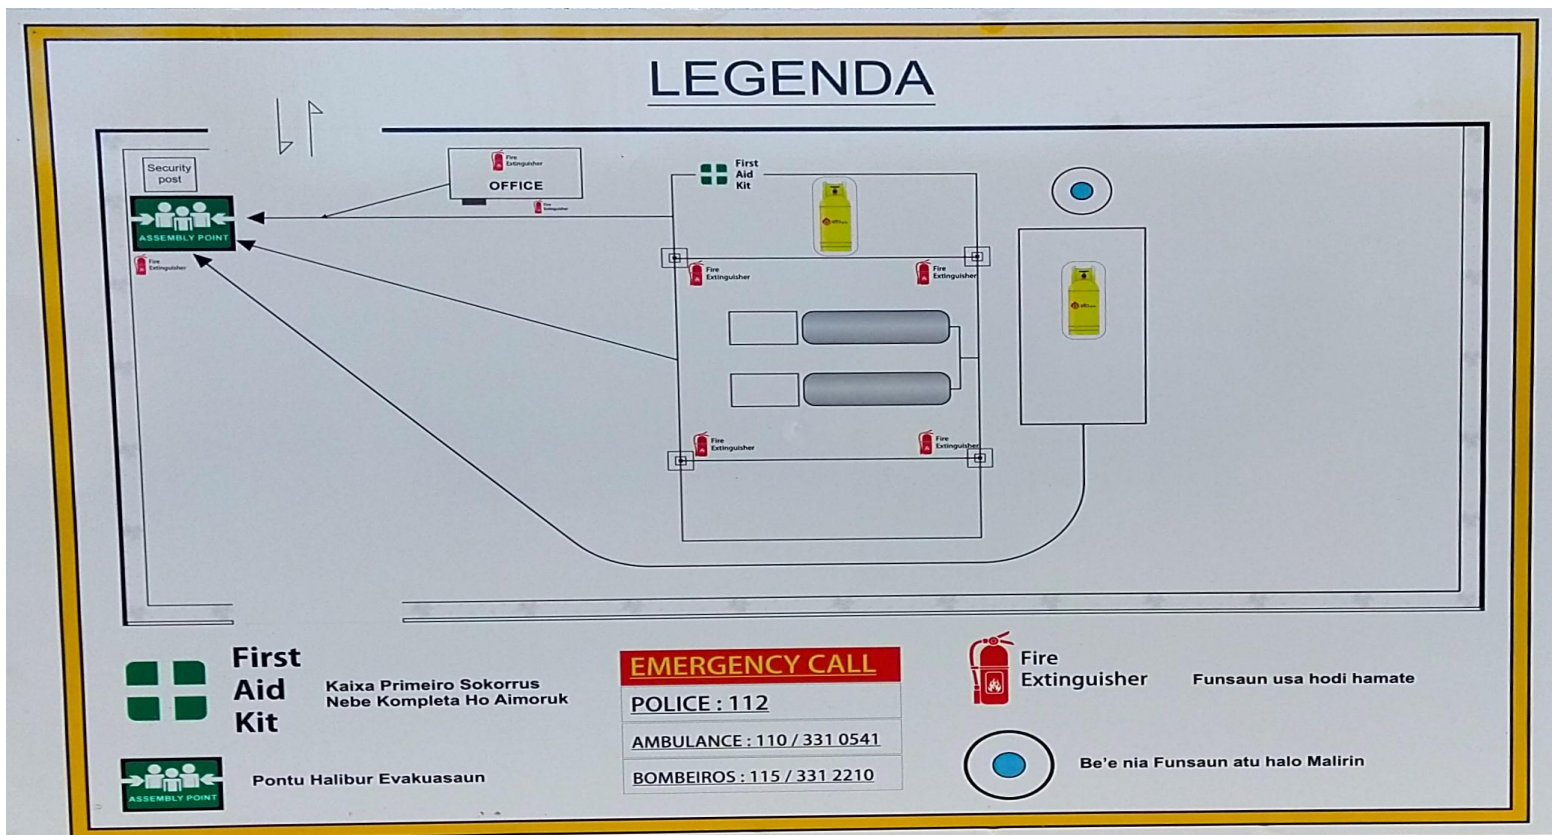 LEGENDA
Security
post
ASSEMBLY POINT
Fire
Extinguisher
Fire
Extinguisher
OFFICE
Fire
Extinguisher
First
Aid
Kit
Fire
Extinguisher
Fire
Extinguisher
Fire
Extinguisher
Fire
Extinguisher
First
Aid
Kit
Kaixa Primeiro Sokorrus
Nebe Kompleta Ho Aimoruk
ASSEMBLY POINT
Pontu Halibur Evakuasaun
EMERGENCY CALL
POLICE : 112
AMBULANCE : 110 / 331 0541
BOMBEIROS : 115 / 331 2210
Fire
Extinguisher
Funsaun usa hodi hamate
Be'e nia Funsaun atu halo Malirin